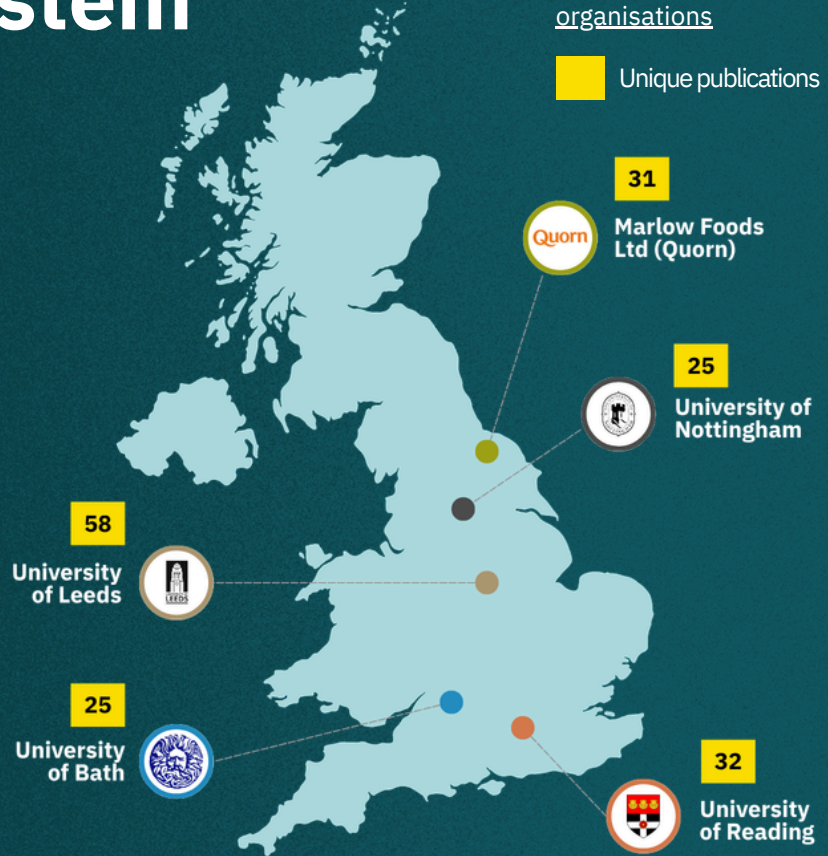 stem
organisations
Unique publications
31
Quorn
Marlow Foods
Ltd (Quorn)
25
University of
Nottingham
58
University
of Leeds
LEEDS
25
University
of Bath
32
University
of Reading